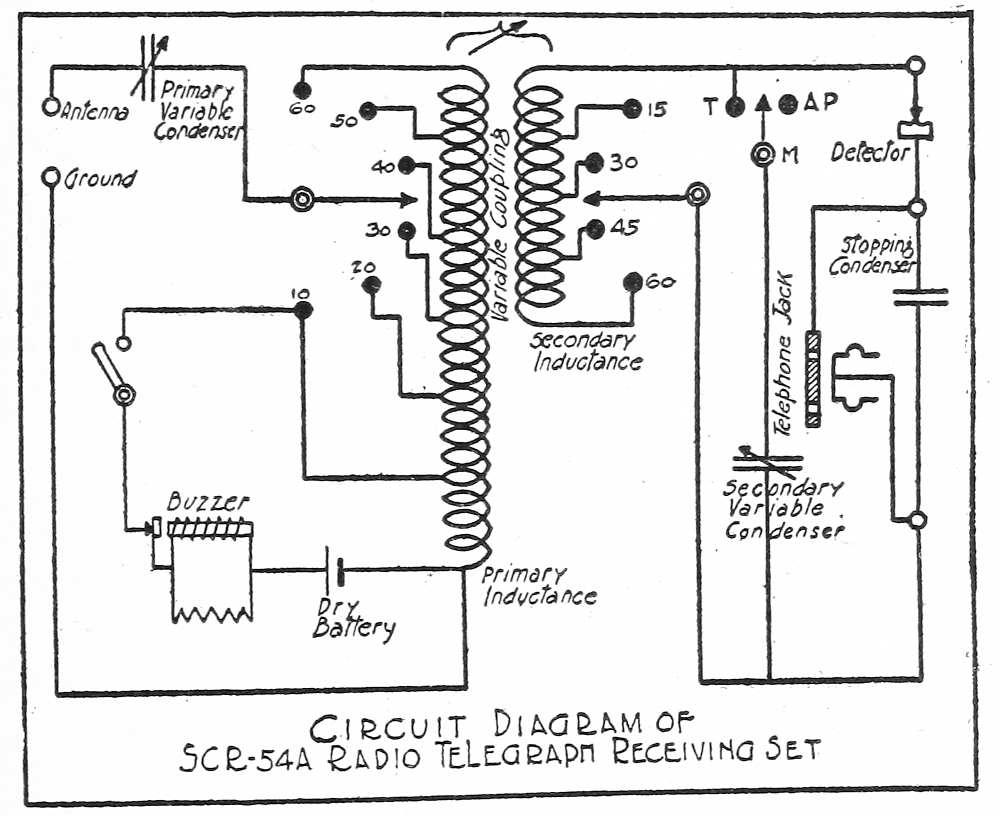 Antenna
Primary
Variable
Condenser
Ground
60
50
40
30
20
10
Variable Coupling
15
30
45
60
T
AP
M
Detector
Stopping
Condenser
Telephone Jack
Secondary
Inductance
Secondary
Variable
Condenser
Buzzer
Dry
Battery
Primary
Inductance
CIRCUIT DIAGRAM OF
SCR-54A RADIO TELEGRAPH RECEIVING SET